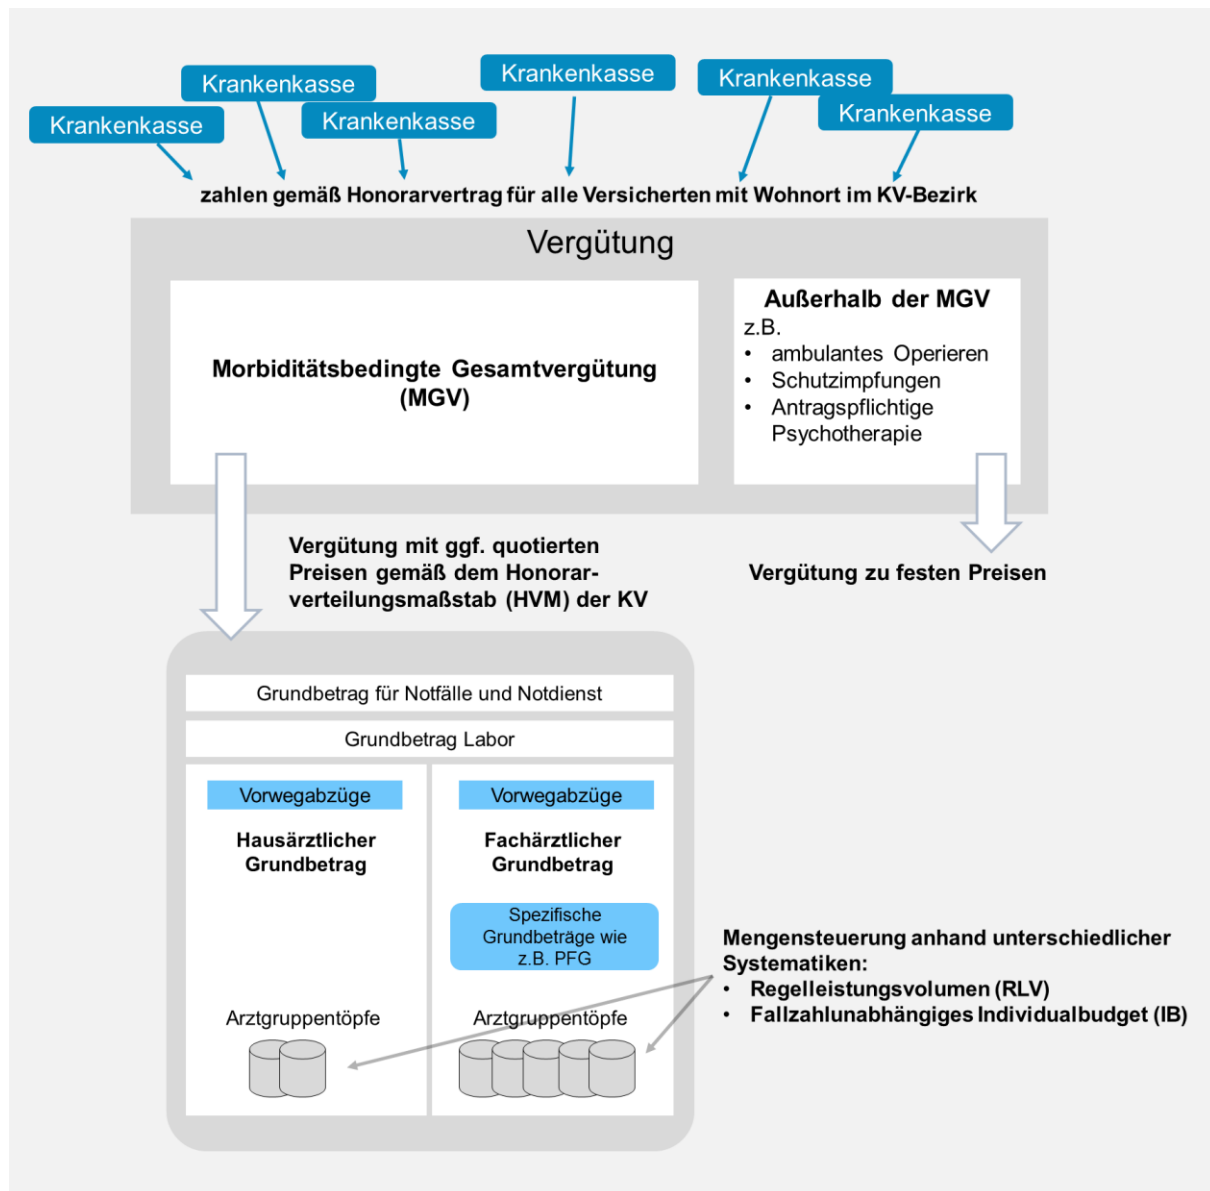 Krankenkasse
Krankenkasse
Krankenkasse
Krankenkasse
Krankenkasse
Krankenkasse
zahlen gemäß Honorarvertrag für alle Versicherten mit Wohnort im KV-Bezirk
Vergütung
Morbiditätsbedingte Gesamtvergütung
(MGV)
Außerhalb der MGV
z.B.
• ambulantes Operieren
• Schutzimpfungen
• Antragspflichtige
Psychotherapie
Vergütung mit ggf. quotierten
Preisen gemäß dem Honorar-
verteilungsmaßstab (HVM) der KV
Vergütung zu festen Preisen
Grundbetrag für Notfälle und Notdienst
Grundbetrag Labor
Vorwegabzüge
Hausärztlicher
Grundbetrag
Arztgruppentöpfe
Vorwegabzüge
Fachärztlicher
Grundbetrag
Spezifische
Grundbeträge wie
z.B. PFG
Arztgruppentöpfe
Mengensteuerung anhand unterschiedlicher
Systematiken:
• Regelleistungsvolumen (RLV)
• Fallzahlunabhängiges Individualbudget (IB)